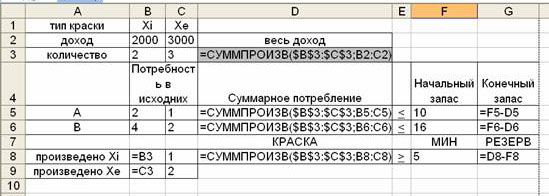 A B C D E F G
1 тип краски Xi Xe
2 доход 2000 3000 весь доход
3 количество 2 3 =СУММПРОИЗВ($B$3:$C$3;B2:C2)
4 Потребность в исходних Суммарное потребление Начальный запас Конечный запас
5 A 2 1 =СУММПРОИЗВ($B$3:$C$3;B5:C5) ≤ 10 =F5-D5
6 B 4 2 =СУММПРОИЗВ($B$3:$C$3;B6:C6) ≤ 16 =F6-D6
7 КРАСКА МИН РЕЗЕРВ
8 произведено Xi =B3 1 =СУММПРОИЗВ($B$3:$C$3;B8:C8) ≥ 5 =D8-F8
9 произведено Xe =C3 2
10